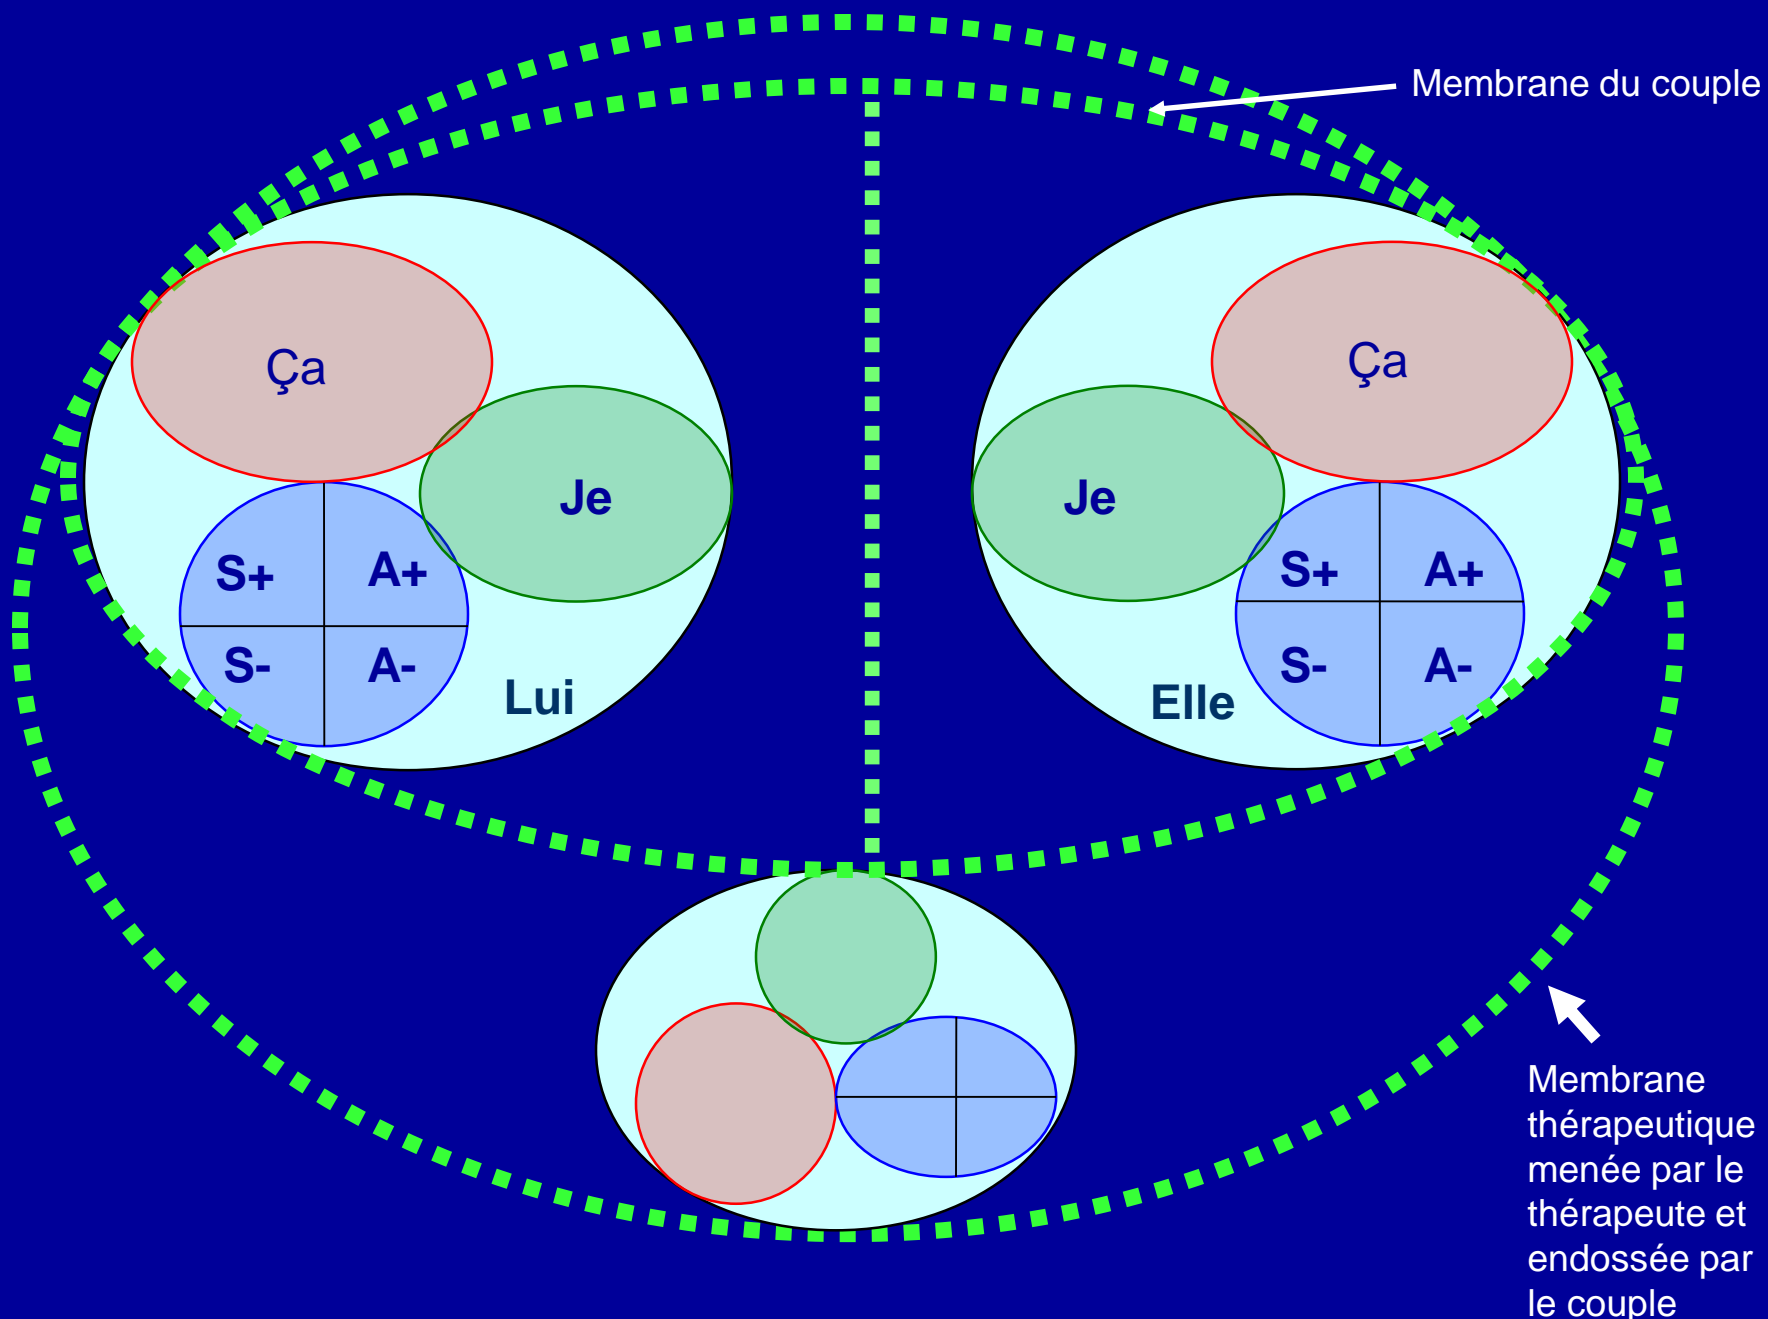 Membrane du couple
Ça
Ça
Je
Je
S+ A+
S+ A+
S- A-
S- A-
Lui
Elle
Membrane
thérapeutique
menée par le
thérapeute et
endossée par
le couple